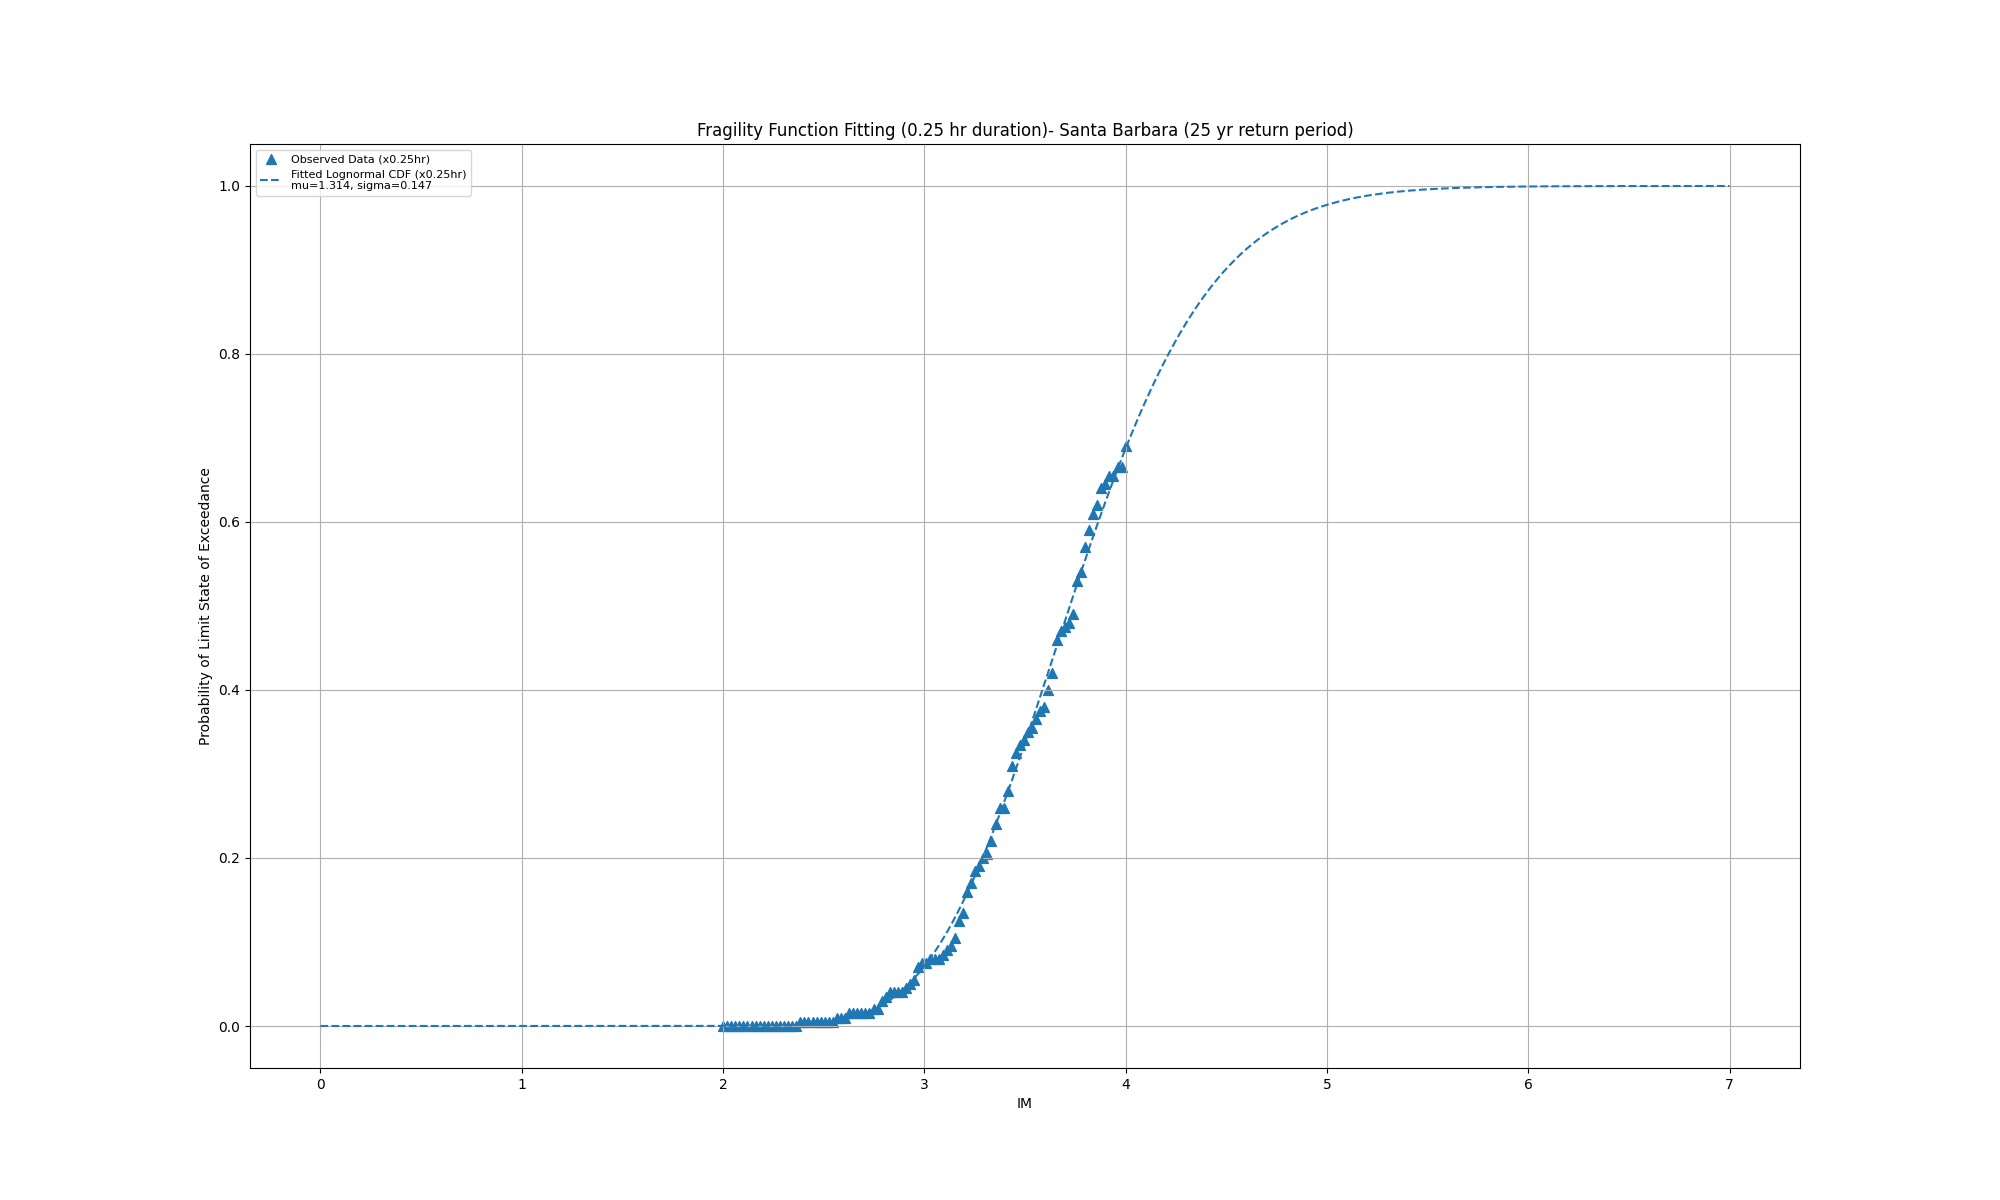 Fragility Function Fitting (0.25 hr duration)- Santa Barbara (25 yr return period)
Observed Data (x0.25hr)
Fitted Lognormal CDF (x0.25hr)
mu=1.314, sigma=0.147
1.0
0.8
0.6
0.4
0.2
0.0
Probability of Limit State of Exceedance
0 1 2 3 4 5 6 7
IM